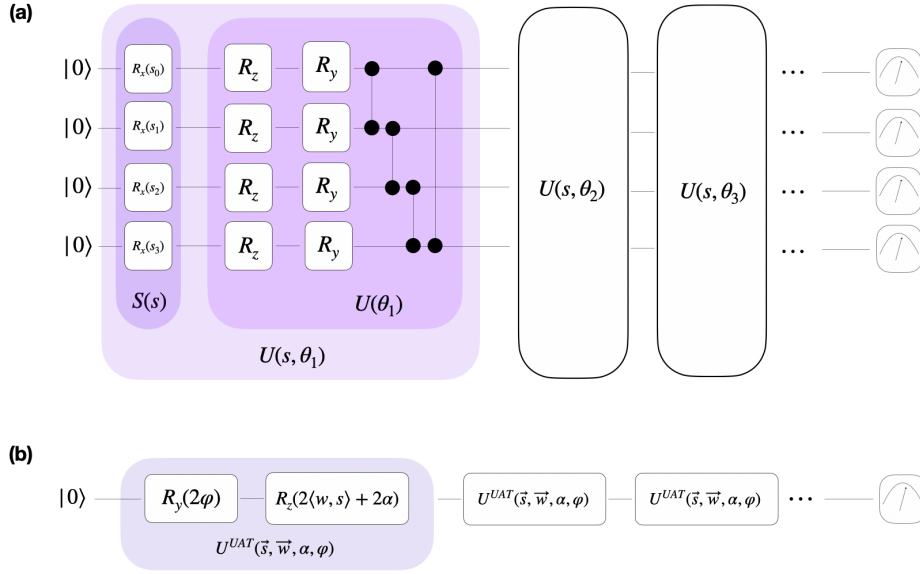 (a)
|0⟩ R_x(s_0) R_z R_y ...
|0⟩ R_x(s_1) R_z R_y ...
|0⟩ R_x(s_2) R_z R_y U(s, θ_2) U(s, θ_3) ...
|0⟩ R_x(s_3) R_z R_y ...
S(s) U(θ_1)
U(s, θ_1)
(b)
|0⟩ R_y(2φ) R_z(2⟨w, s⟩ + 2α) U^{UAT}(s⃗, w⃗, α, φ) U^{UAT}(s⃗, w⃗, α, φ) ...
U^{UAT}(s⃗, w⃗, α, φ)